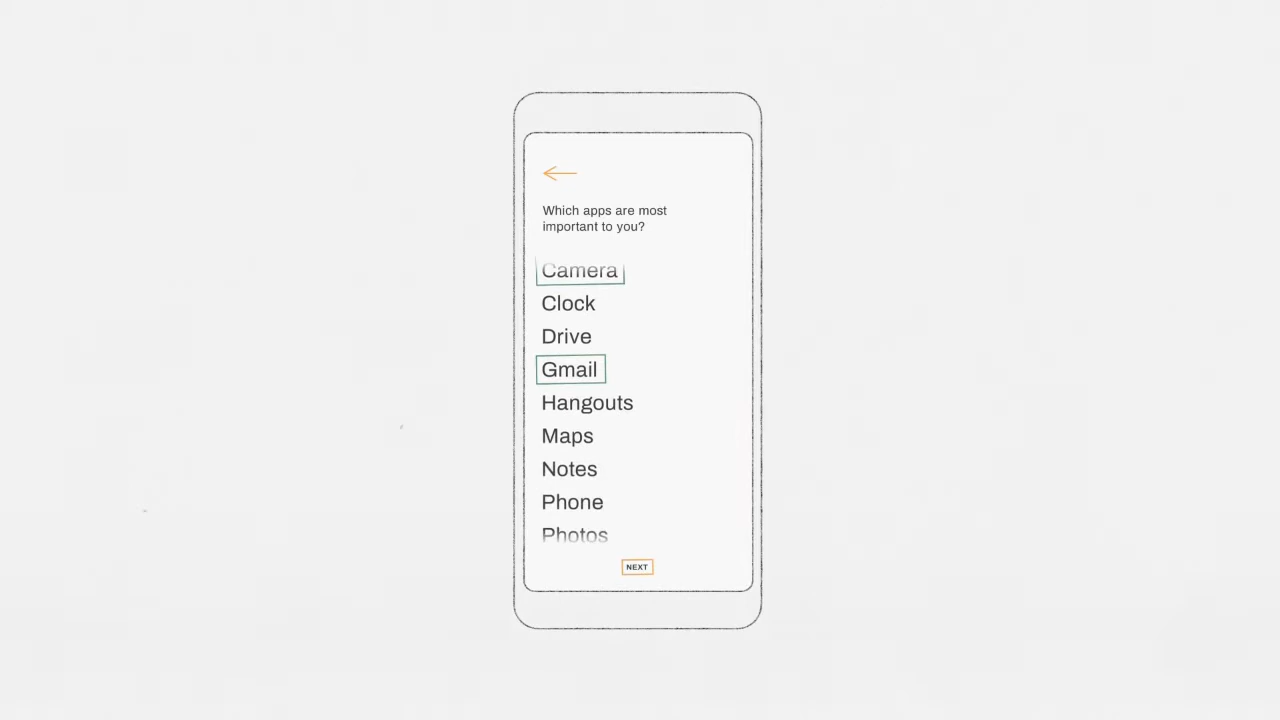 Which apps are most
important to you?
Camera
Clock
Drive
Gmail
Hangouts
Maps
Notes
Phone
Photos
NEXT